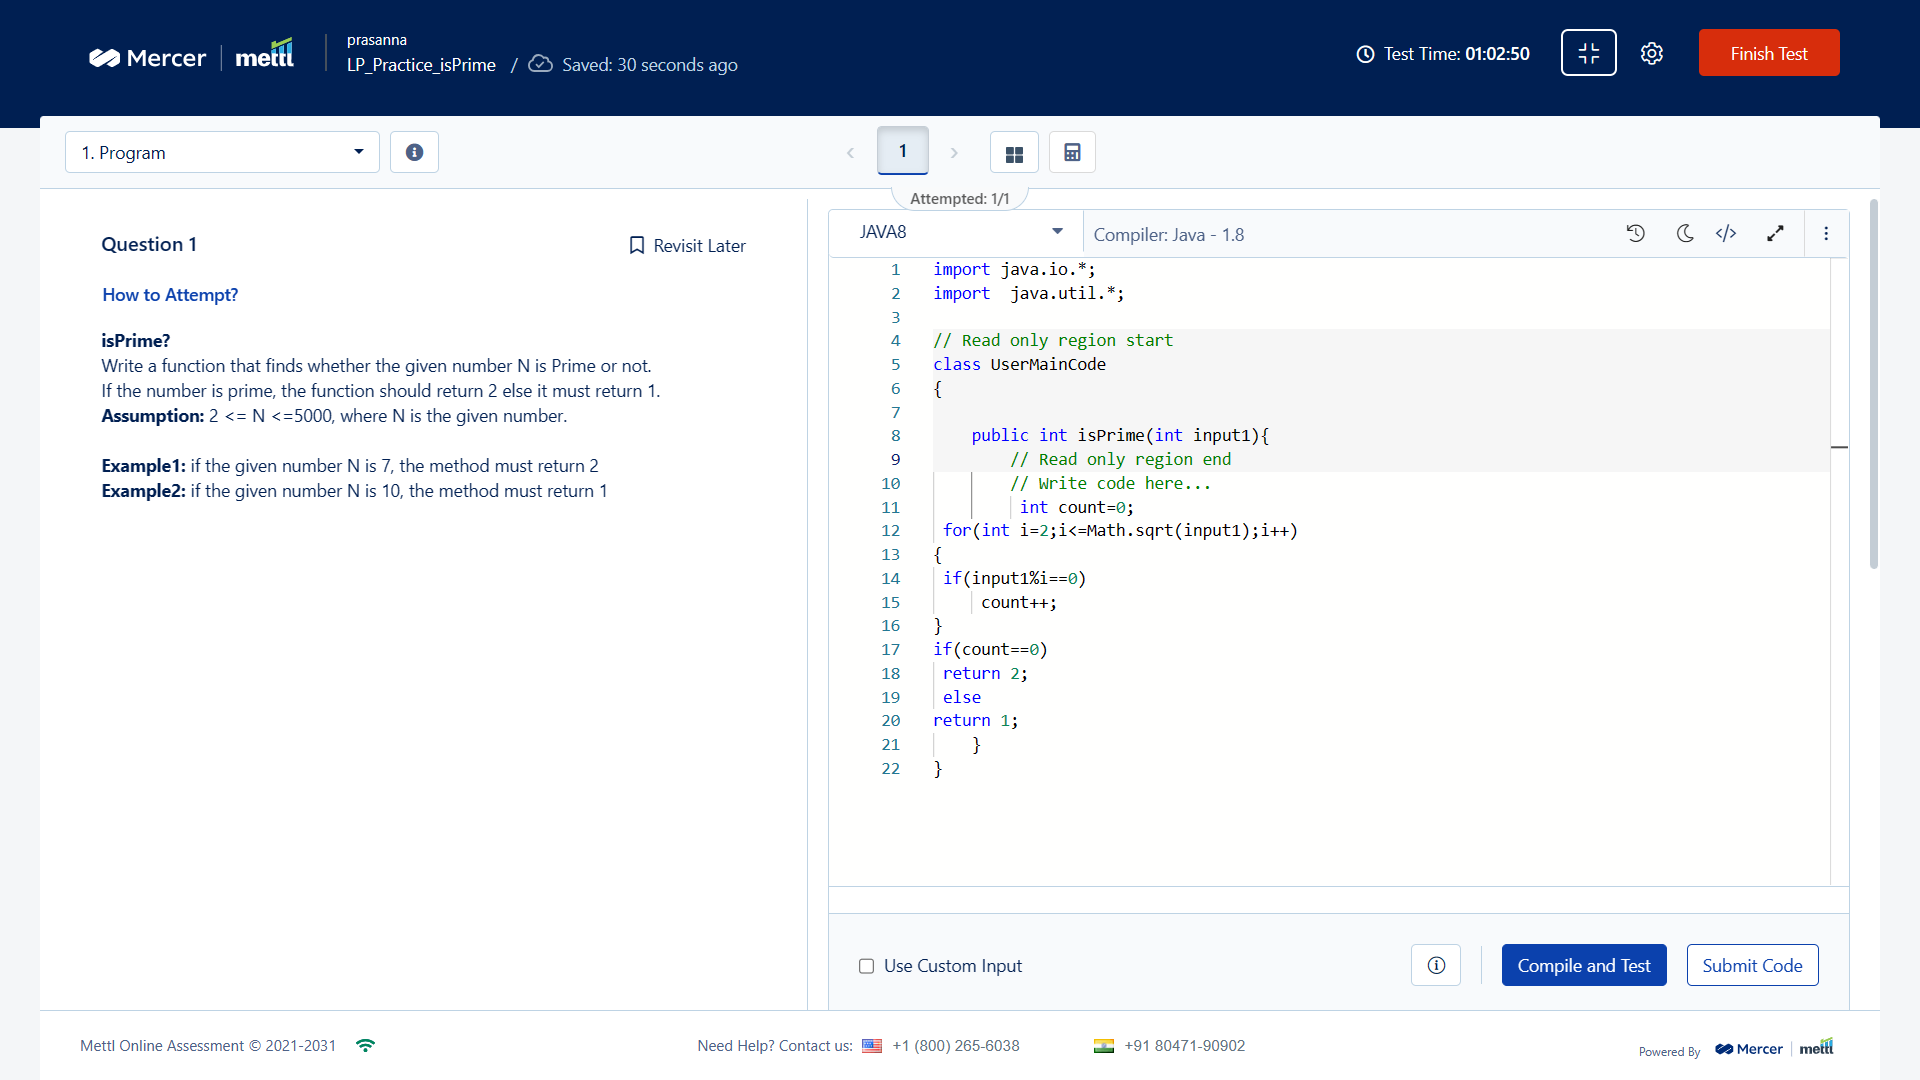 Mercer | mettl
prasanna
LP_Practice_isPrime / Saved: 30 seconds ago
Test Time: 01:02:50
Finish Test
1. Program
1
Attempted: 1/1
Question 1
Revisit Later
How to Attempt?
isPrime?
Write a function that finds whether the given number N is Prime or not.
If the number is prime, the function should return 2 else it must return 1.
Assumption: 2 <= N <=5000, where N is the given number.
Example1: if the given number N is 7, the method must return 2
Example2: if the given number N is 10, the method must return 1
JAVA8
Compiler: Java - 1.8
1 import java.io.*;
2 import  java.util.*;
3
4 // Read only region start
5 class UserMainCode
6 {
7
8     public int isPrime(int input1){
9         // Read only region end
10         // Write code here...
11          int count=0;
12  for(int i=2;i<=Math.sqrt(input1);i++)
13 {
14  if(input1%i==0)
15      count++;
16 }
17 if(count==0)
18  return 2;
19  else
20 return 1;
21     }
22 }
Use Custom Input
Compile and Test
Submit Code
Mettl Online Assessment © 2021-2031
Need Help? Contact us: +1 (800) 265-6038
+91 80471-90902
Powered By Mercer | mettl